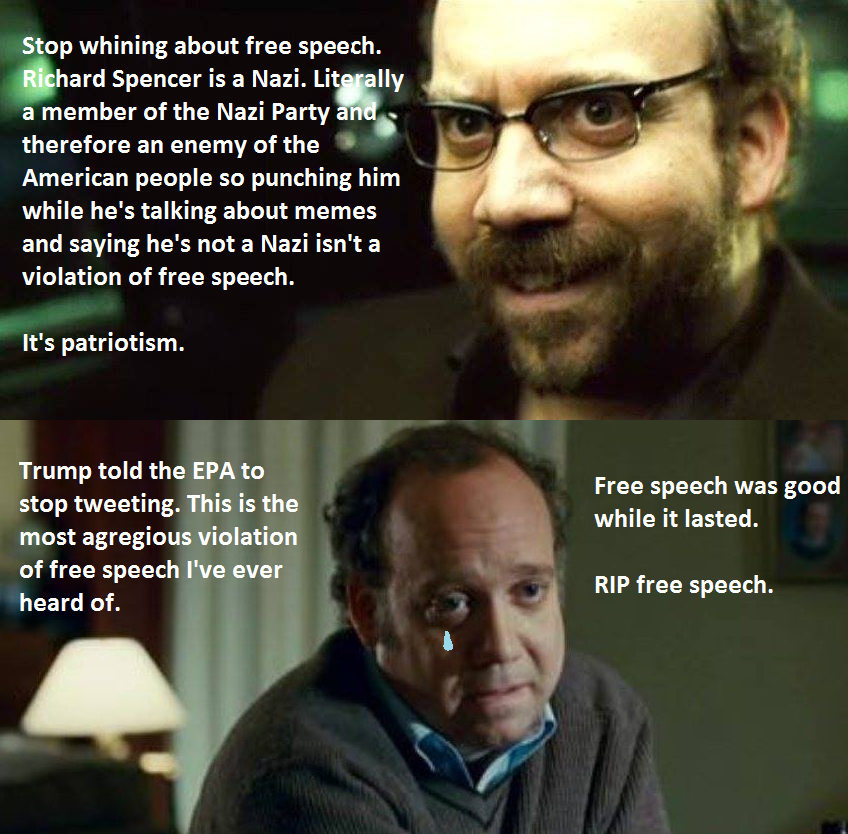 Stop whining about free speech.
Richard Spencer is a Nazi. Literally
a member of the Nazi Party and
therefore an enemy of the
American people so punching him
while he's talking about memes
and saying he's not a Nazi isn't a
violation of free speech.
It's patriotism.
Trump told the EPA to
stop tweeting. This is the
most agregious violation
of free speech I've ever
heard of.
Free speech was good
while it lasted.
RIP free speech.